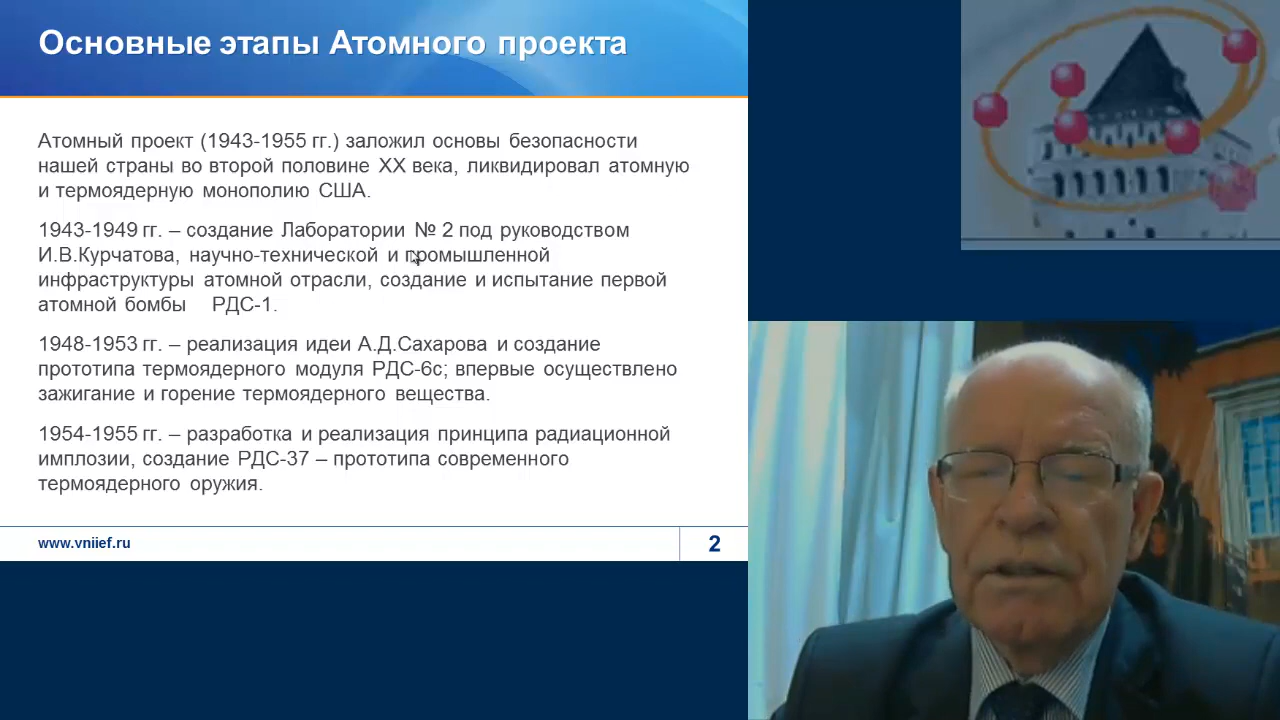 Основные этапы Атомного проекта
Атомный проект (1943-1955 гг.) заложил основы безопасности
нашей страны во второй половине XX века, ликвидировал атомную
и термоядерную монополию США.
1943-1949 гг. – создание Лаборатории № 2 под руководством
И.В.Курчатова, научно-технической и промышленной
инфраструктуры атомной отрасли, создание и испытание первой
атомной бомбы РДС-1.
1948-1953 гг. – реализация идеи А.Д.Сахарова и создание
прототипа термоядерного модуля РДС-6с; впервые осуществлено
зажигание и горение термоядерного вещества.
1954-1955 гг. – разработка и реализация принципа радиационной
имплозии, создание РДС-37 – прототипа современного
термоядерного оружия.
www.vniief.ru
2